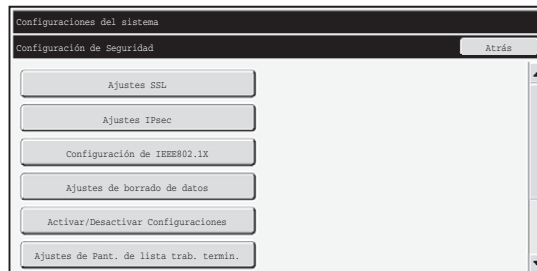 Configuraciones del sistema
Configuración de Seguridad
Atrás
Ajustes SSL
Ajustes IPsec
Configuración de IEEE802.1X
Ajustes de borrado de datos
Activar/Desactivar Configuraciones
Ajustes de Pant. de lista trab. termin.